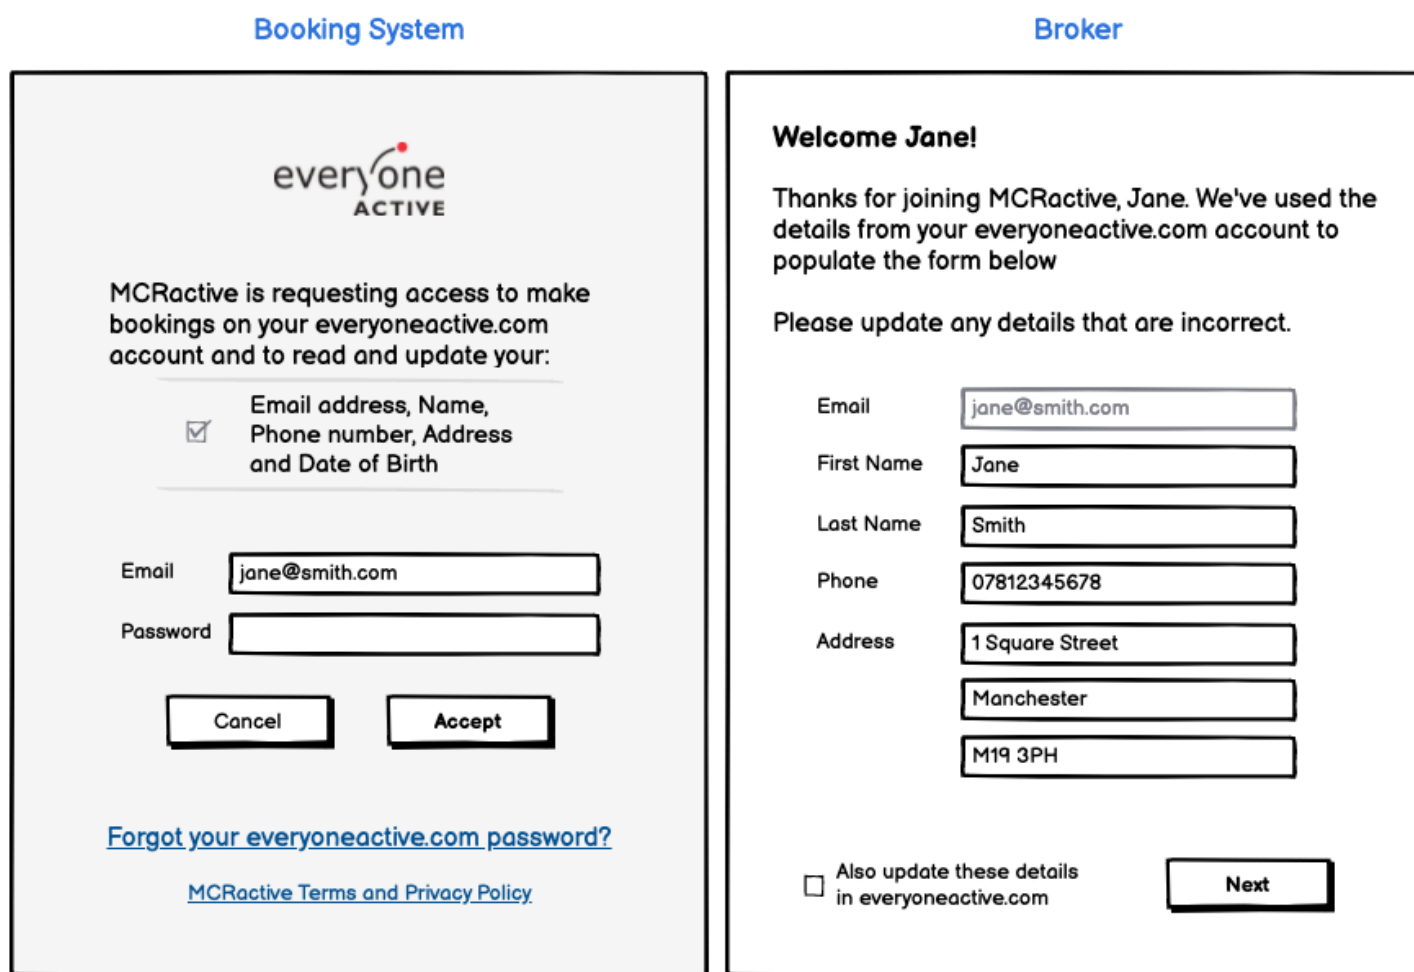 Booking System
everyone
ACTIVE
MCRactive is requesting access to make
bookings on your everyoneactive.com
account and to read and update your:
Email address, Name,
Phone number, Address
and Date of Birth
Email jane@smith.com
Password
Cancel Accept
Forgot your everyoneactive.com password?
MCRactive Terms and Privacy Policy
Broker
Welcome Jane!
Thanks for joining MCRactive, Jane. We've used the
details from your everyoneactive.com account to
populate the form below
Please update any details that are incorrect.
Email jane@smith.com
First Name Jane
Last Name Smith
Phone 07812345678
Address 1 Square Street
Manchester
M19 3PH
Also update these details
in everyoneactive.com
Next